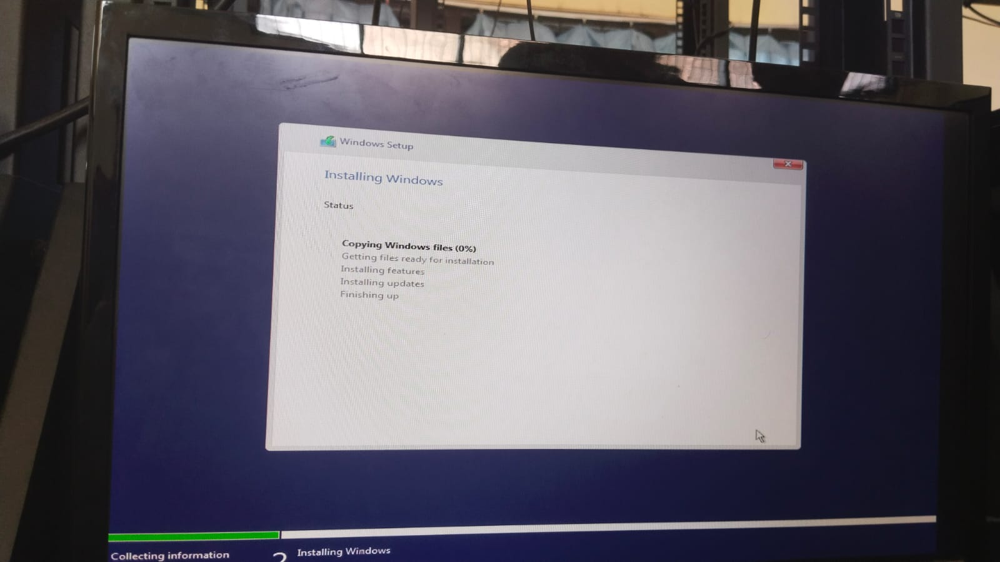 Windows Setup
Installing Windows
Status
Copying Windows files (0%)
Getting files ready for installation
Installing features
Installing updates
Finishing up
Collecting information
2 Installing Windows